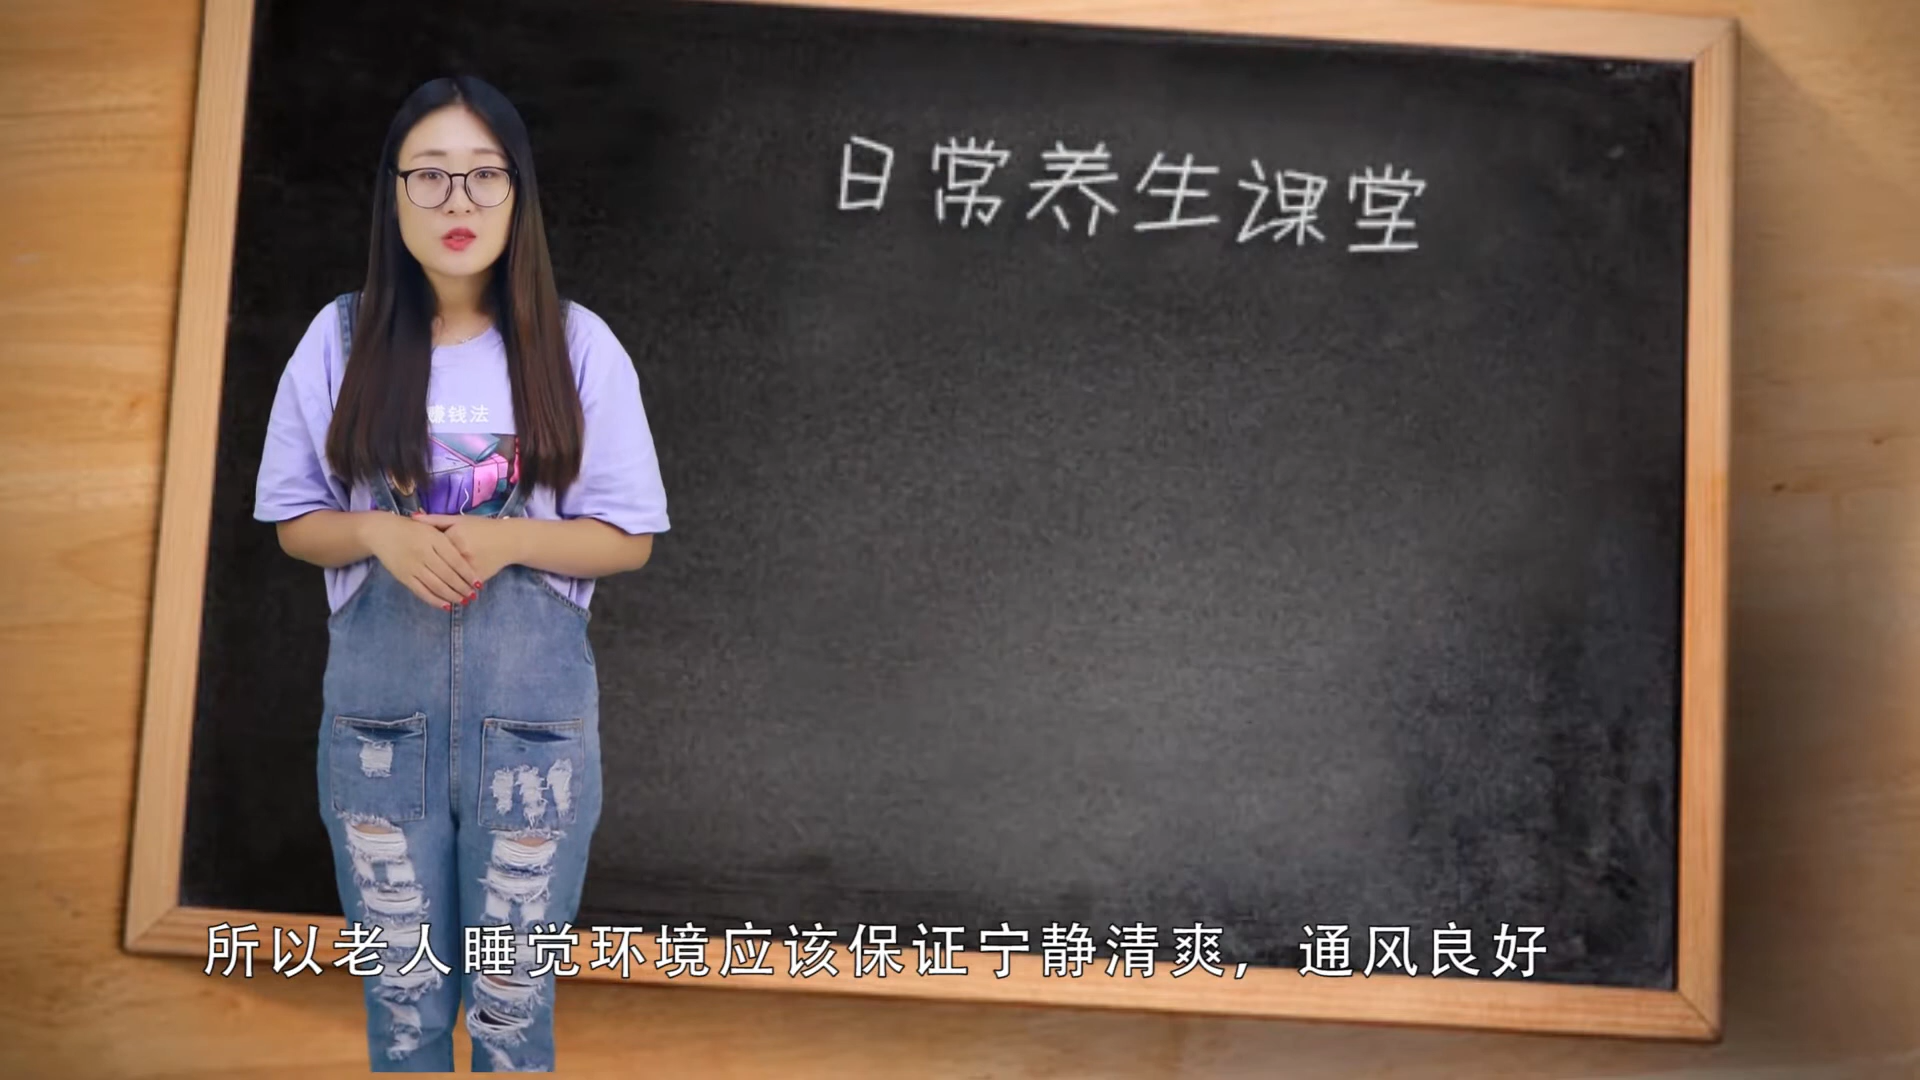 日常养生课堂
赚钱法
所以老人睡觉环境应该保证宁静清爽，通风良好